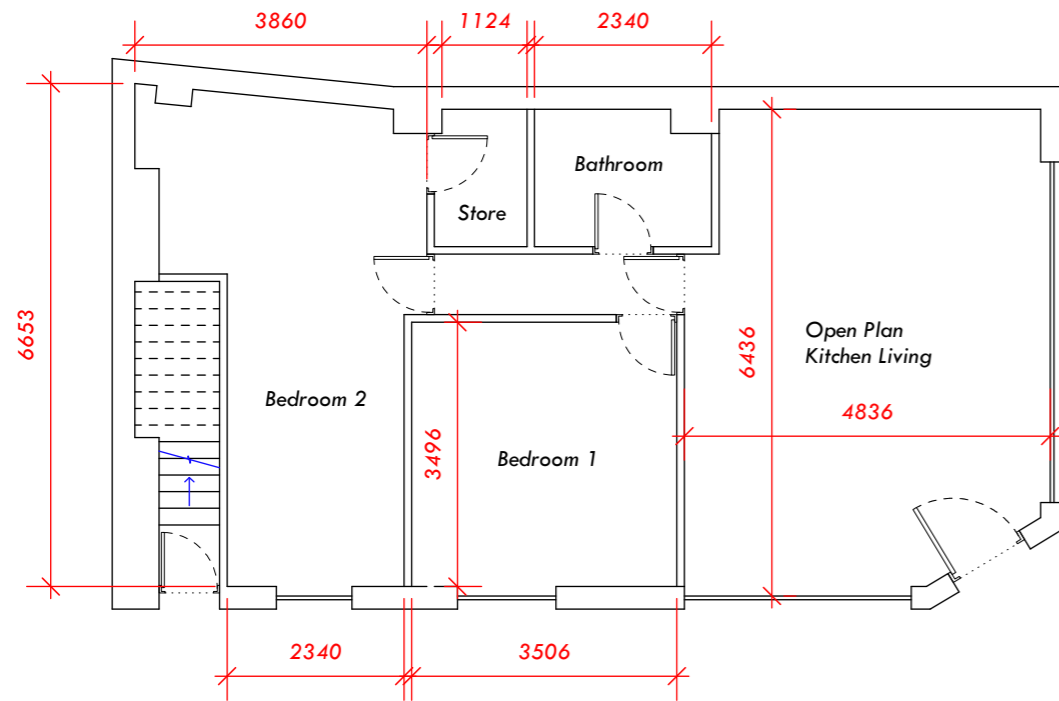 3860
1124
2340
Bathroom
Store
6653
Open Plan
Kitchen Living
6436
Bedroom 2
4836
3496
Bedroom 1
2340
3506